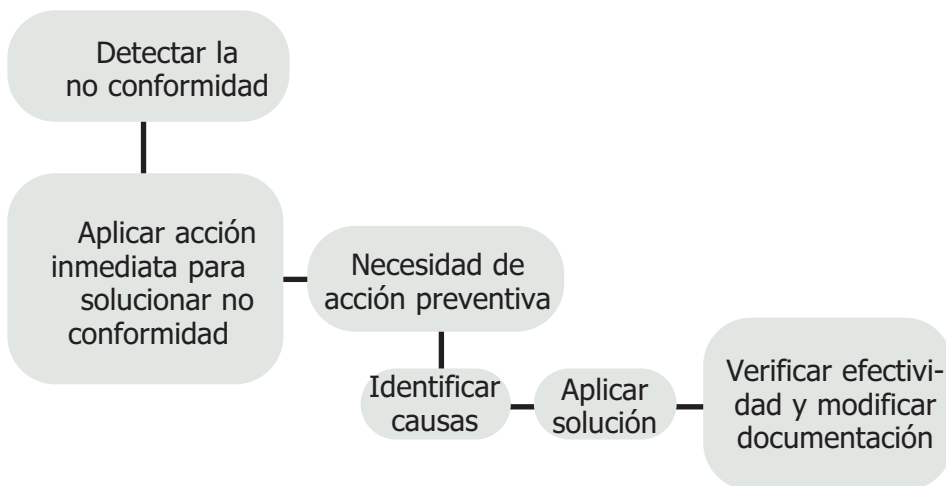 Detectar la
no conformidad
Aplicar acción
inmediata para
solucionar no
conformidad
Necesidad de
acción preventiva
Identificar
causas
Aplicar
solución
Verificar efectivi-
dad y modificar
documentación